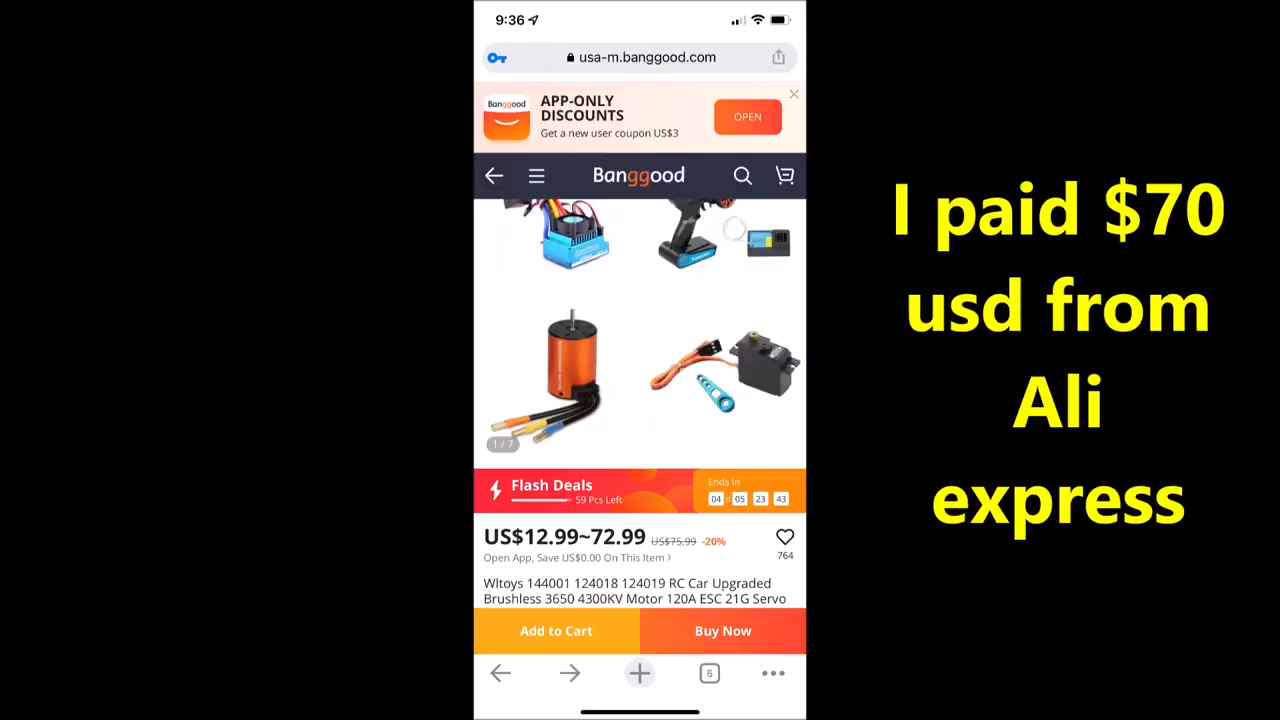 9:36
usa-m.banggood.com
Banggood
APP-ONLY
DISCOUNTS
Get a new user coupon US$3
OPEN
Banggood
1 / 7
Flash Deals
59 Pcs Left
Ends In
04 d 05 23 43
US$12.99~72.99 US$75.99 -20%
764
Open App, Save US$0.00 On This Item
Wltoys 144001 124018 124019 RC Car Upgraded
Brushless 3650 4300KV Motor 120A ESC 21G Servo
Add to Cart
Buy Now
5
I paid $70
usd from
Ali
express